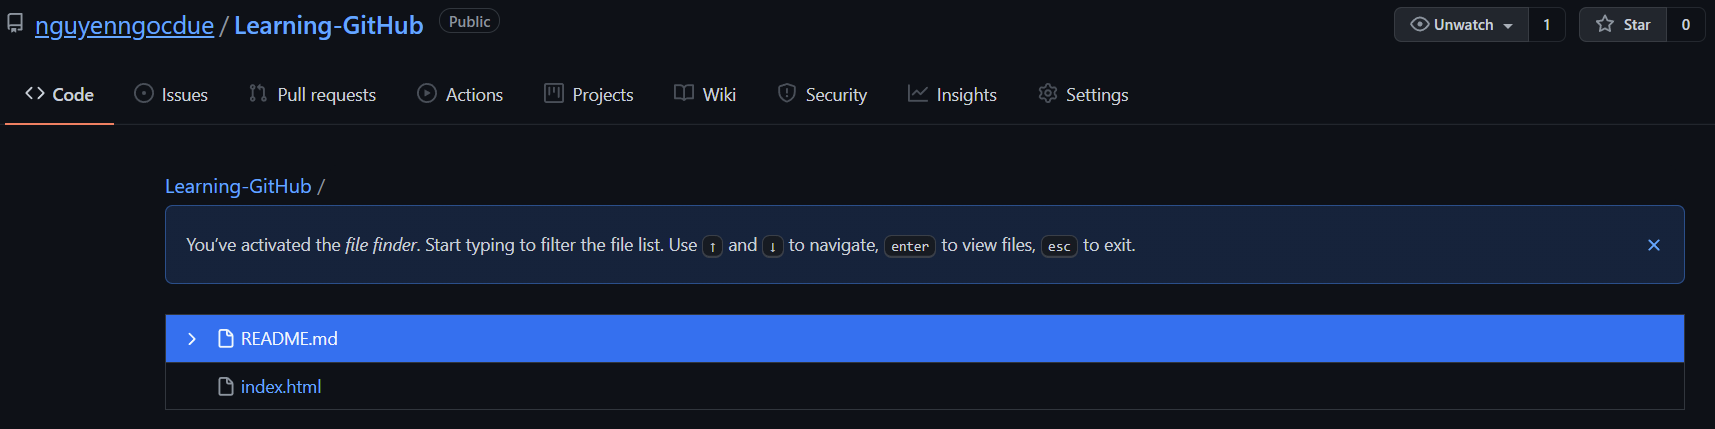 nguyenngocdue / Learning-GitHub Public Unwatch 1 Star 0
Code Issues Pull requests Actions Projects Wiki Security Insights Settings
Learning-GitHub /
You’ve activated the file finder. Start typing to filter the file list. Use ↑ and ↓ to navigate, enter to view files, esc to exit.
README.md
index.html